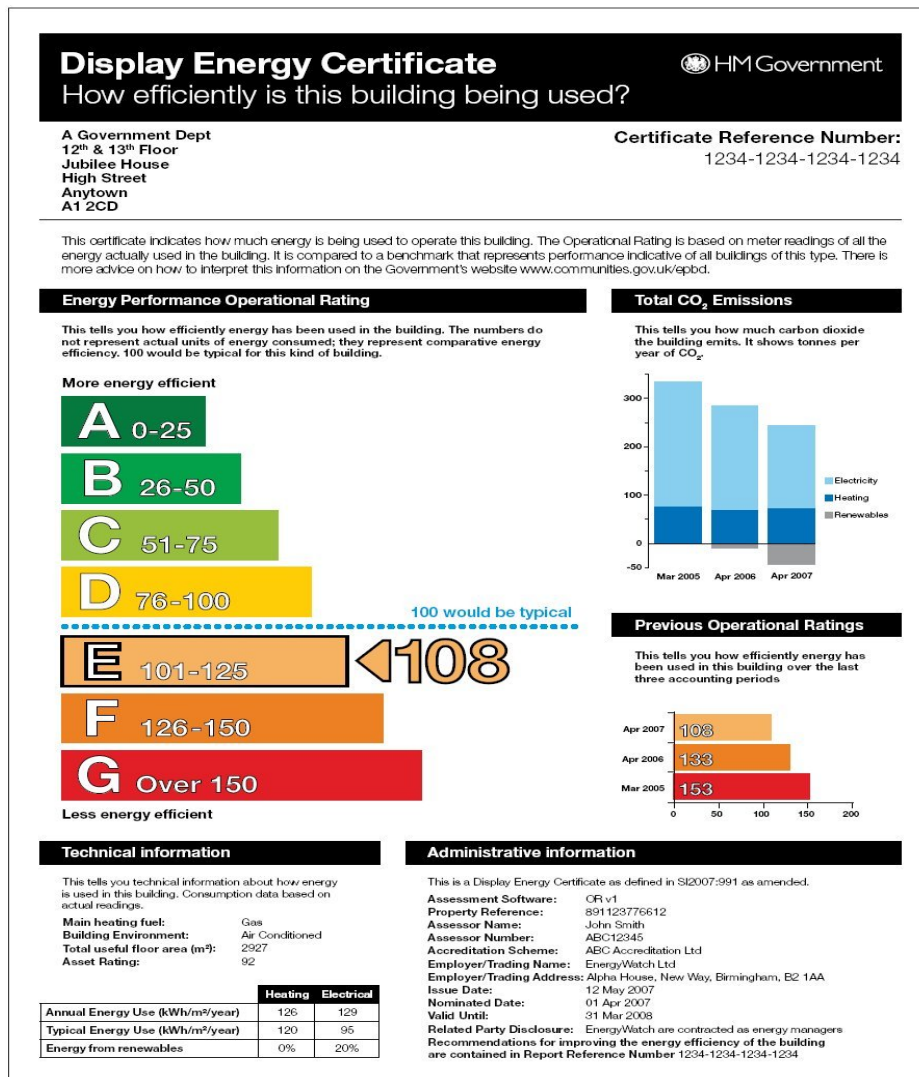 Display Energy Certificate
HM Government
How efficiently is this building being used?
A Government Dept
12th & 13th Floor
Jubilee House
High Street
Anytown
A1 2CD
Certificate Reference Number:
1234-1234-1234-1234
This certificate indicates how much energy is being used to operate this building. The Operational Rating is based on meter readings of all the
energy actually used in the building. It is compared to a benchmark that represents performance indicative of all buildings of this type. There is
more advice on how to interpret this information on the Government's website www.communities.gov.uk/epbd.
Energy Performance Operational Rating
This tells you how efficiently energy has been used in the building. The numbers do
not represent actual units of energy consumed; they represent comparative energy
efficiency. 100 would be typical for this kind of building.
More energy efficient
A 0-25
B 26-50
C 51-75
D 76-100
100 would be typical
E 101-125
108
F 126-150
G Over 150
Less energy efficient
Total CO₂ Emissions
This tells you how much carbon dioxide
the building emits. It shows tonnes per
year of CO₂.
300
200
100
0
-50
Electricity
Heating
Renewables
Mar 2005 Apr 2006 Apr 2007
Previous Operational Ratings
This tells you how efficiently energy has
been used in this building over the last
three accounting periods
Apr 2007 108
Apr 2006 133
Mar 2005 153
0 50 100 150 200
Technical information
This tells you technical information about how energy
is used in this building. Consumption data based on
actual readings.
Main heating fuel: Gas
Building Environment: Air Conditioned
Total useful floor area (m²): 2927
Asset Rating: 92
Heating Electrical
Annual Energy Use (kWh/m²/year) 126 129
Typical Energy Use (kWh/m²/year) 120 95
Energy from renewables 0% 20%
Administrative information
This is a Display Energy Certificate as defined in SI2007:991 as amended.
Assessment Software: OR v1
Property Reference: 891123776612
Assessor Name: John Smith
Assessor Number: ABC12345
Accreditation Scheme: ABC Accreditation Ltd
Employer/Trading Name: EnergyWatch Ltd
Employer/Trading Address: Alpha House, New Way, Birmingham, B2 1AA
Issue Date: 12 May 2007
Nominated Date: 01 Apr 2007
Valid Until: 31 Mar 2008
Related Party Disclosure: EnergyWatch are contracted as energy managers
Recommendations for improving the energy efficiency of the building
are contained in Report Reference Number 1234-1234-1234-1234